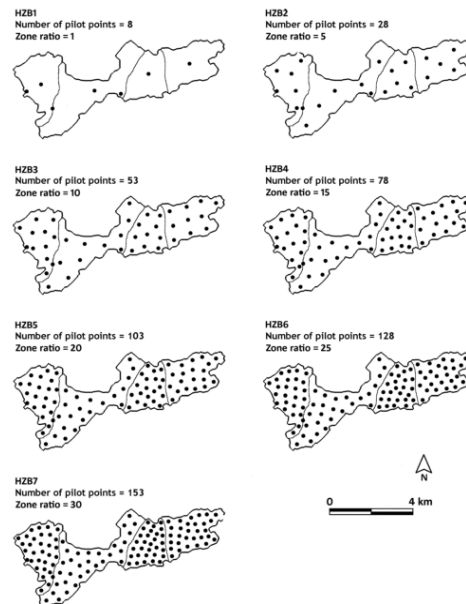 HZB1
Number of pilot points = 8
Zone ratio = 1
HZB2
Number of pilot points = 28
Zone ratio = 5
HZB3
Number of pilot points = 53
Zone ratio = 10
HZB4
Number of pilot points = 78
Zone ratio = 15
HZB5
Number of pilot points = 103
Zone ratio = 20
HZB6
Number of pilot points = 128
Zone ratio = 25
HZB7
Number of pilot points = 153
Zone ratio = 30
N
0 4 km